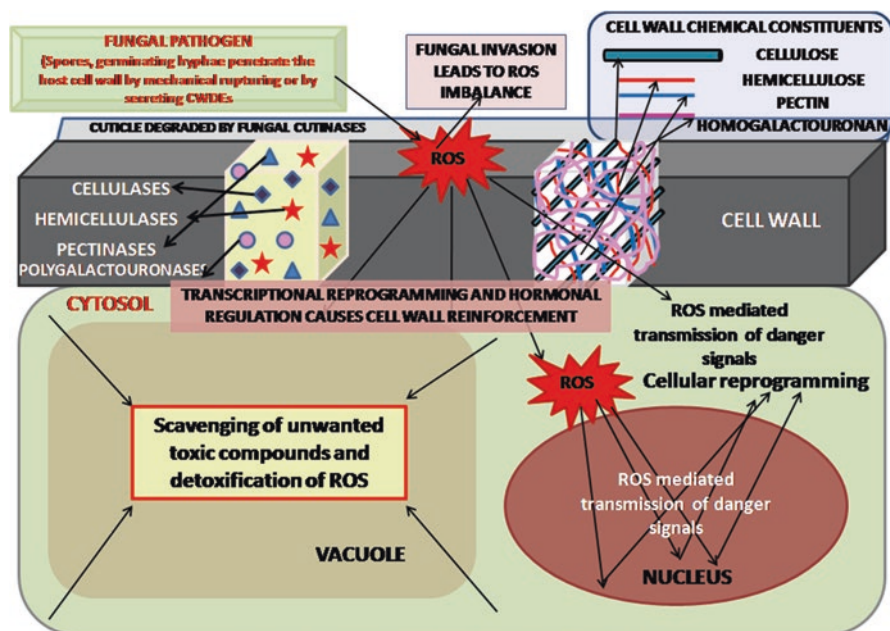 FUNGAL PATHOGEN
(Spores, germinating hyphae penetrate the
host cell wall by mechanical rupturing or by
secreting CWDEs
FUNGAL INVASION
LEADS TO ROS
IMBALANCE
CELL WALL CHEMICAL CONSTITUENTS
CELLULOSE
HEMICELLULOSE
PECTIN
HOMOGALACTOURONAN
CUTICLE DEGRADED BY FUNGAL CUTINASES
ROS
CELLULASES
HEMICELLULASES
PECTINASES
POLYGALACTOURONASES
CELL WALL
CYTOSOL
TRANSCRIPTIONAL REPROGRAMMING AND HORMONAL
REGULATION CAUSES CELL WALL REINFORCEMENT
ROS mediated
transmission of danger
signals
Cellular reprogramming
ROS
Scavenging of unwanted
toxic compounds and
detoxification of ROS
VACUOLE
ROS mediated
transmission of danger
signals
NUCLEUS